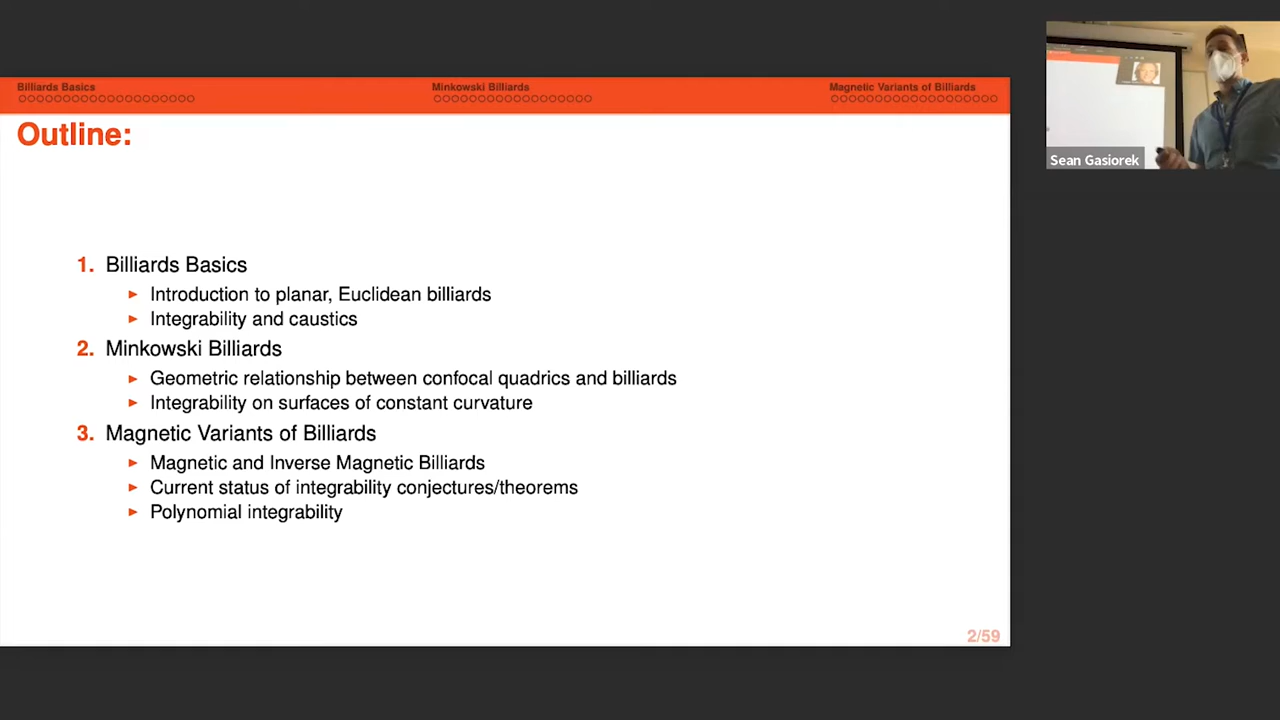 Billiards Basics
Minkowski Billiards
Magnetic Variants of Billiards
Outline:
1. Billiards Basics
► Introduction to planar, Euclidean billiards
► Integrability and caustics
2. Minkowski Billiards
► Geometric relationship between confocal quadrics and billiards
► Integrability on surfaces of constant curvature
3. Magnetic Variants of Billiards
► Magnetic and Inverse Magnetic Billiards
► Current status of integrability conjectures/theorems
► Polynomial integrability
2/59
Sean Gasiorek